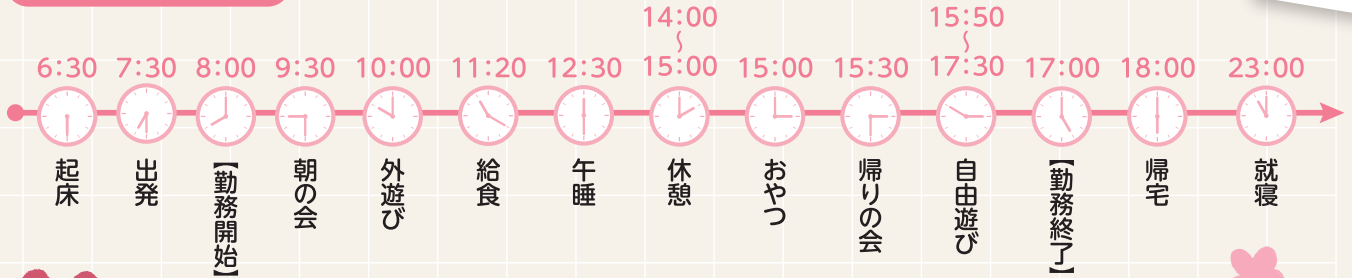 6:30
起床
7:30
出発
8:00
【勤務開始】
9:30
朝の会
10:00
外遊び
11:20
給食
12:30
午睡
14:00
〜
15:00
休憩
15:00
おやつ
15:30
帰りの会
15:50
〜
17:30
自由遊び
17:00
【勤務終了】
18:00
帰宅
23:00
就寝